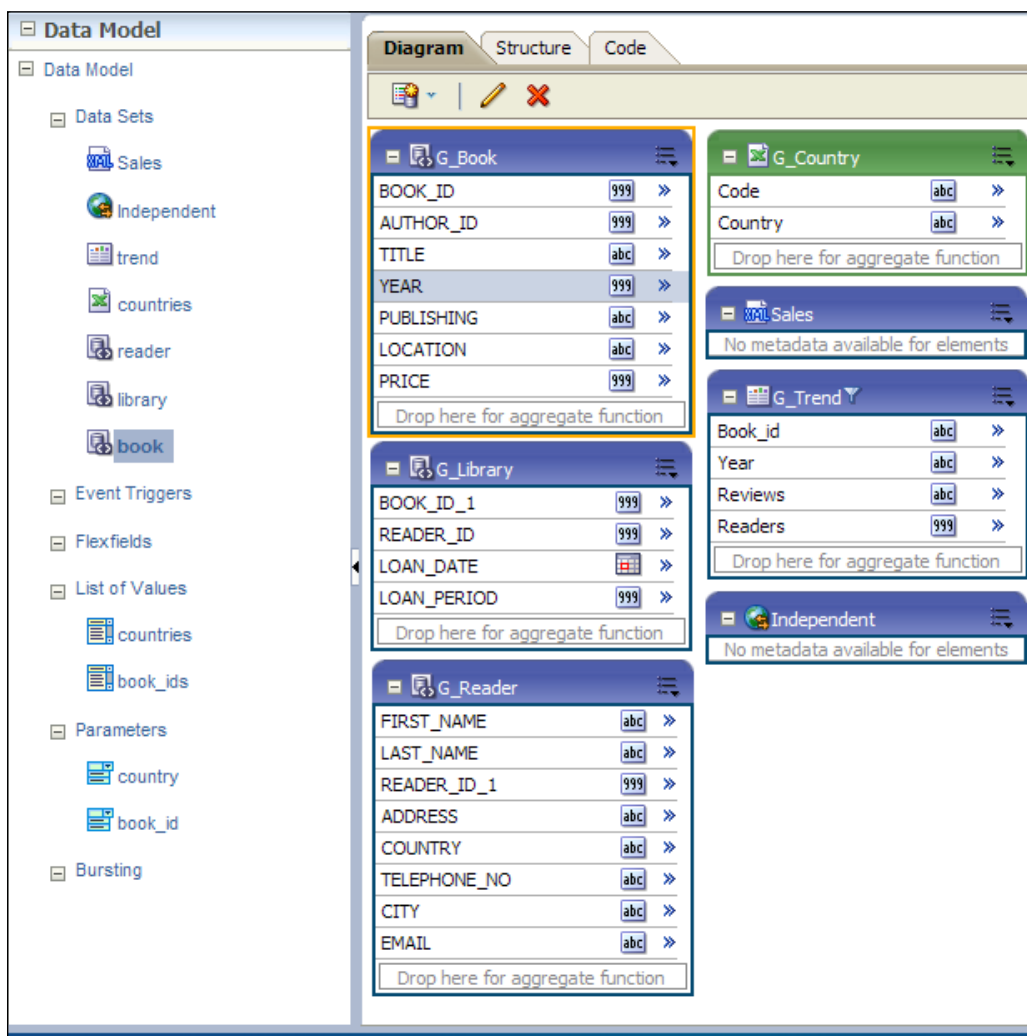 Data Model
Data Model
Data Sets
XML Sales
Independent
trend
countries
reader
library
book
Event Triggers
Flexfields
List of Values
countries
book_ids
Parameters
country
book_id
Bursting
Diagram Structure Code
G_Book
BOOK_ID 999
AUTHOR_ID 999
TITLE abc
YEAR 999
PUBLISHING abc
LOCATION abc
PRICE 999
Drop here for aggregate function
G_Library
BOOK_ID_1 999
READER_ID 999
LOAN_DATE
LOAN_PERIOD 999
Drop here for aggregate function
G_Reader
FIRST_NAME abc
LAST_NAME abc
READER_ID_1 999
ADDRESS abc
COUNTRY abc
TELEPHONE_NO abc
CITY abc
EMAIL abc
Drop here for aggregate function
G_Country
Code abc
Country abc
Drop here for aggregate function
XML Sales
No metadata available for elements
G_Trend
Book_id abc
Year abc
Reviews abc
Readers 999
Drop here for aggregate function
Independent
No metadata available for elements